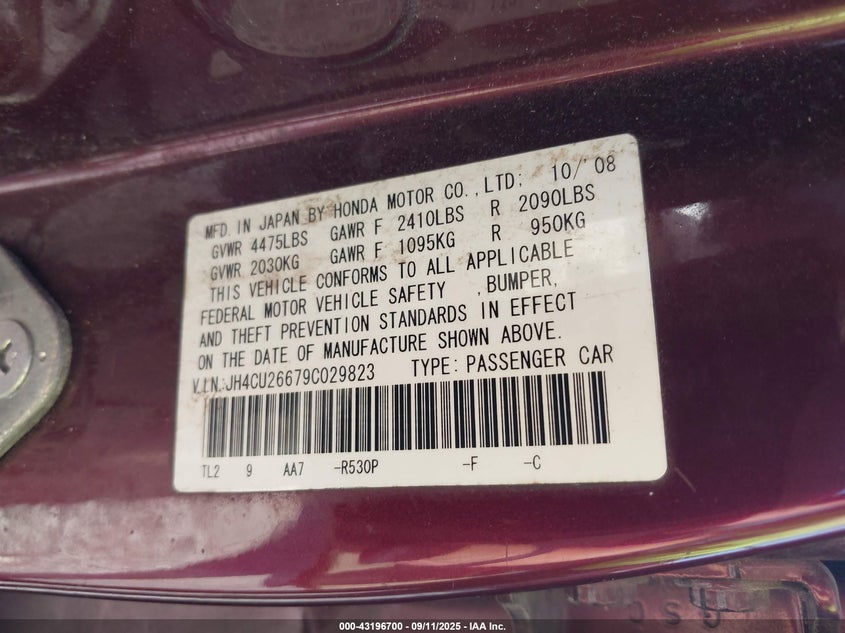 MFD. IN JAPAN BY HONDA MOTOR CO.,LTD; 10/'08
GVWR 4475LBS GAWR F 2410LBS R 2090LBS
GVWR 2030KG GAWR F 1095KG R 950KG
THIS VEHICLE CONFORMS TO ALL APPLICABLE
FEDERAL MOTOR VEHICLE SAFETY ,BUMPER,
AND THEFT PREVENTION STANDARDS IN EFFECT
ON THE DATE OF MANUFACTURE SHOWN ABOVE.
V.I.N.:JH4CU26679C029823 TYPE:PASSENGER CAR
TL2 9 AA7 -R530P -F -C
000-43196700 - 09/11/2025 - IAA Inc.